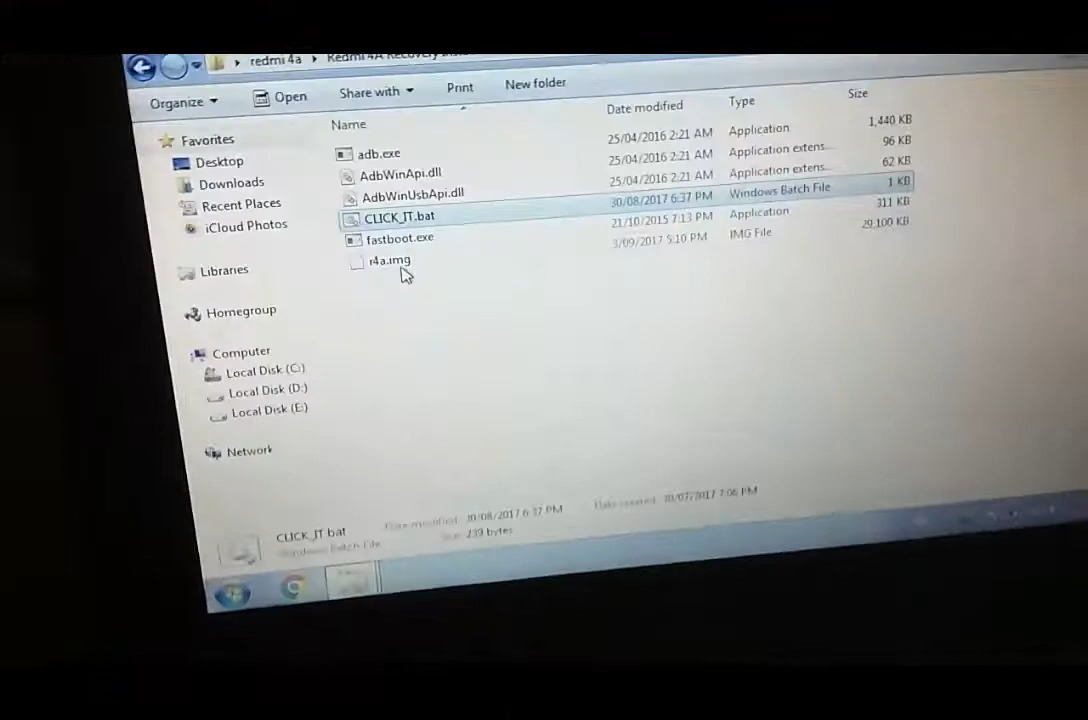 redmi 4a Redmi 4A Recovery
Organize Open Share with Print New folder
Name Date modified Type Size
adb.exe 25/04/2016 2:21 AM Application 1,440 KB
AdbWinApi.dll 25/04/2016 2:21 AM Application extens... 96 KB
AdbWinUsbApi.dll 25/04/2016 2:21 AM Application extens... 62 KB
CLICK_IT.bat 30/08/2017 6:37 PM Windows Batch File 1 KB
fastboot.exe 21/10/2015 7:13 PM Application 311 KB
r4a.img 3/09/2017 5:10 PM IMG File 29,100 KB
Favorites
Desktop
Downloads
Recent Places
iCloud Photos
Libraries
Homegroup
Computer
Local Disk (C:)
Local Disk (D:)
Local Disk (E:)
Network
CLICK_IT.bat Date modified: 30/08/2017 6:37 PM Date created: 30/07/2017 7:06 PM
Windows Batch File Size: 239 bytes